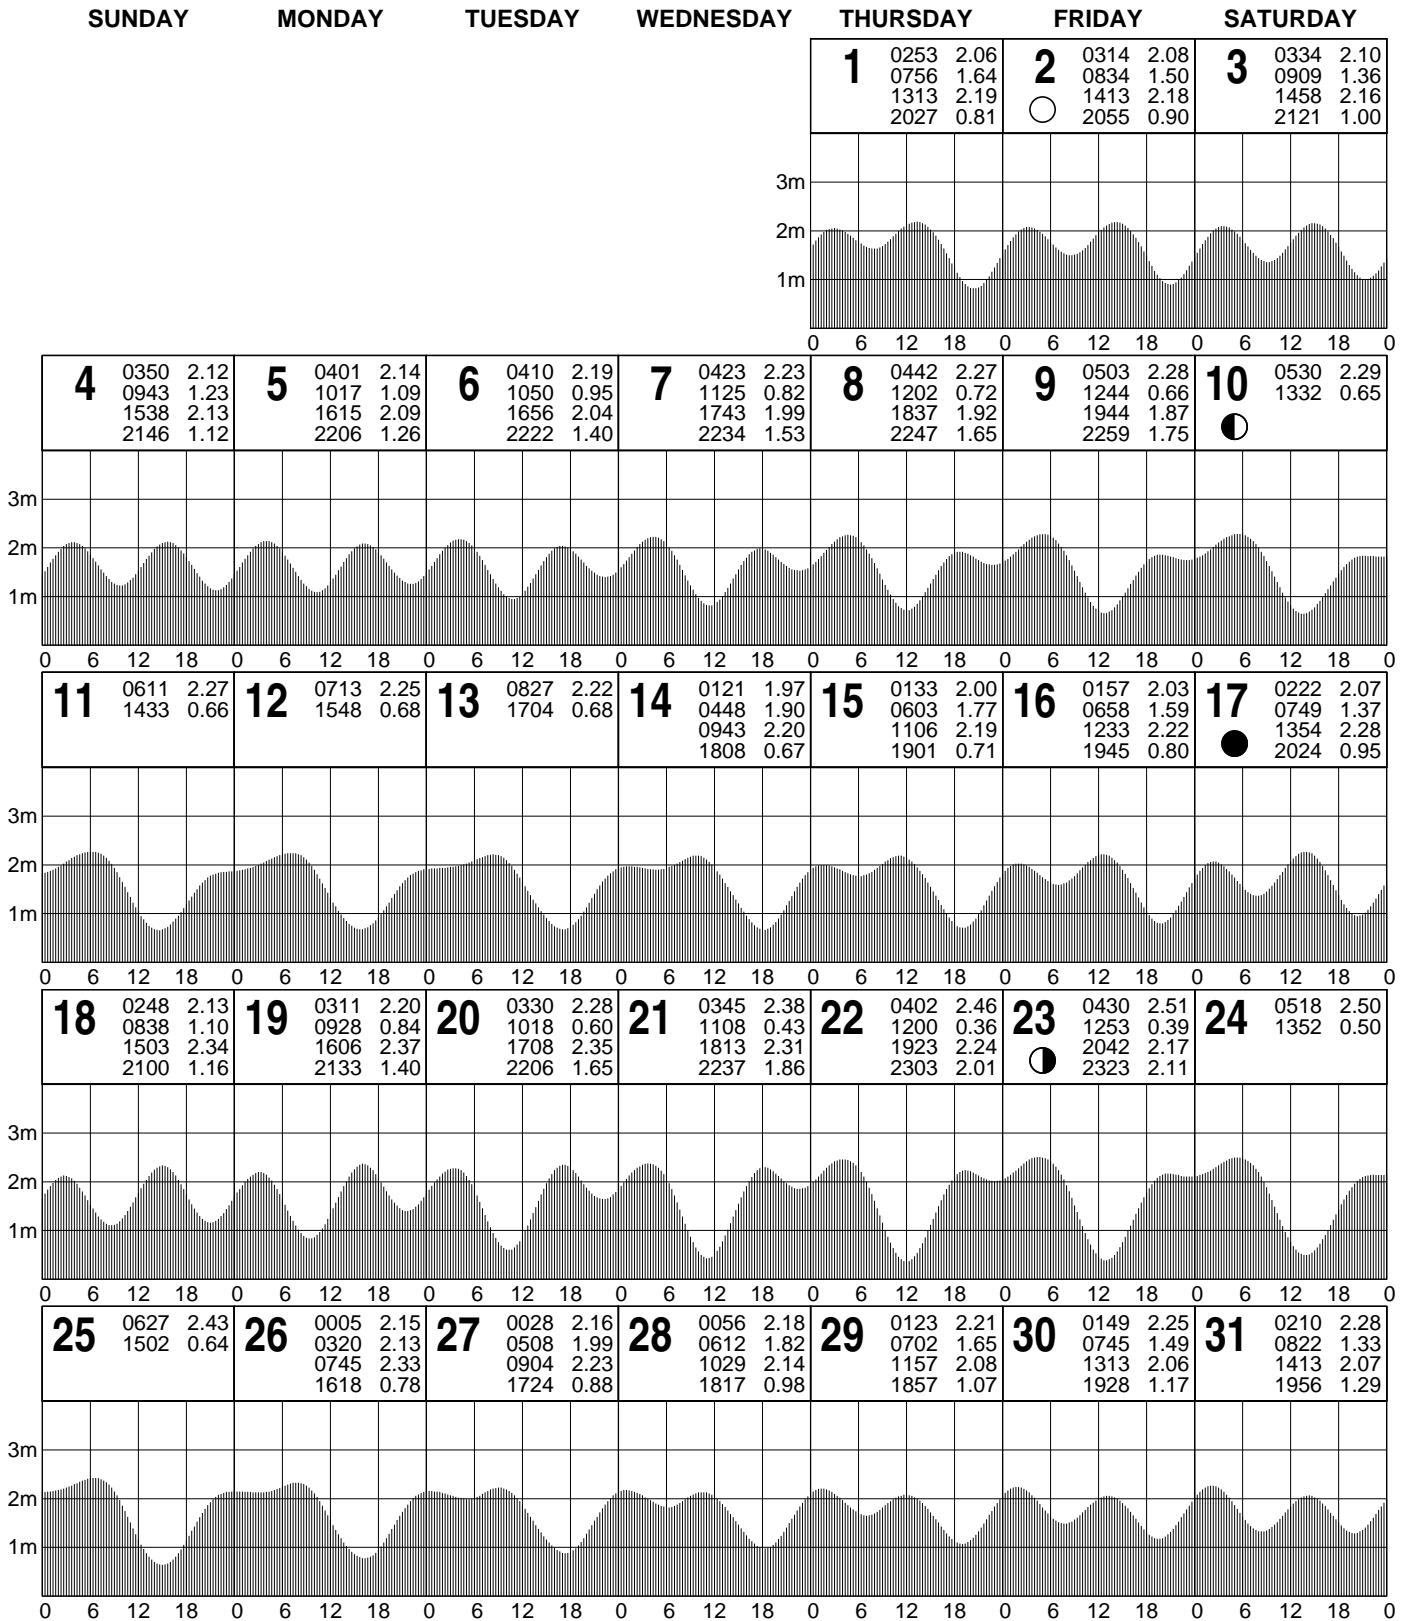 SUNDAY MONDAY TUESDAY WEDNESDAY THURSDAY FRIDAY SATURDAY
1 0253 2.06 2 0314 2.08 3 0334 2.10
0756 1.64 0834 1.50 0909 1.36
1313 2.19 1413 2.18 1458 2.16
2027 0.81 2055 0.90 2121 1.00
3m
2m
1m
0 6 12 18 0 6 12 18 0 6 12 18 0
4 0350 2.12 5 0401 2.14 6 0410 2.19 7 0423 2.23 8 0442 2.27 9 0503 2.28 10 0530 2.29
0943 1.23 1017 1.09 1050 0.95 1125 0.82 1202 0.72 1244 0.66 1332 0.65
1538 2.13 1615 2.09 1656 2.04 1743 1.99 1837 1.92 1944 1.87
2146 1.12 2206 1.26 2222 1.40 2234 1.53 2247 1.65 2259 1.75
3m
2m
1m
0 6 12 18 0 6 12 18 0 6 12 18 0 6 12 18 0 6 12 18 0 6 12 18 0 6 12 18 0
11 0611 2.27 12 0713 2.25 13 0827 2.22 14 0121 1.97 15 0133 2.00 16 0157 2.03 17 0222 2.07
1433 0.66 1548 0.68 1704 0.68 0448 1.90 0603 1.77 0658 1.59 0749 1.37
0943 2.20 1106 2.19 1233 2.22 1354 2.28
1808 0.67 1901 0.71 1945 0.80 2024 0.95
3m
2m
1m
0 6 12 18 0 6 12 18 0 6 12 18 0 6 12 18 0 6 12 18 0 6 12 18 0 6 12 18 0
18 0248 2.13 19 0311 2.20 20 0330 2.28 21 0345 2.38 22 0402 2.46 23 0430 2.51 24 0518 2.50
0838 1.10 0928 0.84 1018 0.60 1108 0.43 1200 0.36 1253 0.39 1352 0.50
1503 2.34 1606 2.37 1708 2.35 1813 2.31 1923 2.24 2042 2.17
2100 1.16 2133 1.40 2206 1.65 2237 1.86 2303 2.01 2323 2.11
3m
2m
1m
0 6 12 18 0 6 12 18 0 6 12 18 0 6 12 18 0 6 12 18 0 6 12 18 0 6 12 18 0
25 0627 2.43 26 0005 2.15 27 0028 2.16 28 0056 2.18 29 0123 2.21 30 0149 2.25 31 0210 2.28
1502 0.64 0320 2.13 0508 1.99 0612 1.82 0702 1.65 0745 1.49 0822 1.33
0745 2.33 0904 2.23 1029 2.14 1157 2.08 1313 2.06 1413 2.07
1618 0.78 1724 0.88 1817 0.98 1857 1.07 1928 1.17 1956 1.29
3m
2m
1m
0 6 12 18 0 6 12 18 0 6 12 18 0 6 12 18 0 6 12 18 0 6 12 18 0 6 12 18 0